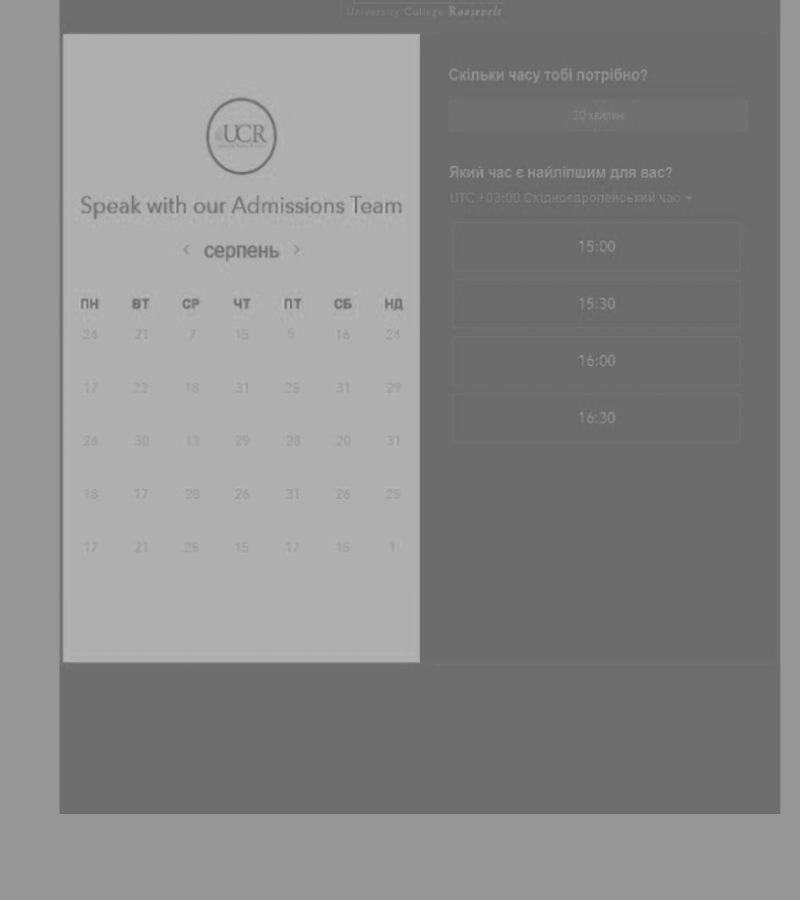 University College Roosevelt
UCR
Speak with our Admissions Team
< серпень >
ПН ВТ СР ЧТ ПТ СБ НД
24 21 7 15 6 16 24
17 22 18 31 25 31 29
26 30 13 29 28 20 31
18 17 28 26 31 26 25
17 21 25 15 17 15 1
Скільки часу тобі потрібно?
30 хвилин
Який час є найліпшим для вас?
UTC +03:00 Східноєвропейський час
15:00
15:30
16:00
16:30